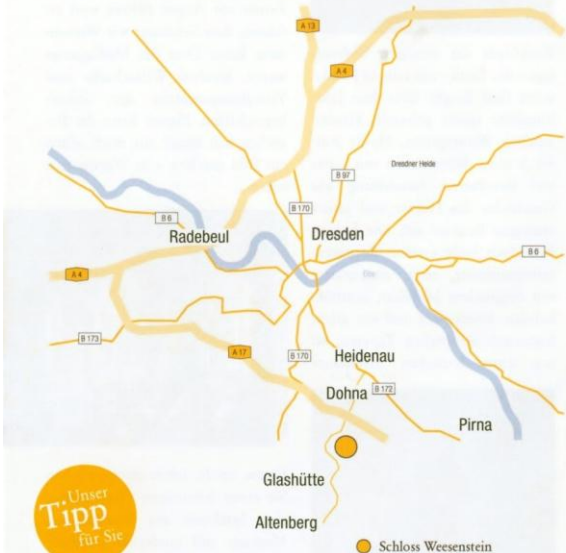 A 13
A 4
Dresdner Heide
B 97
B 170
B 6
Radebeul
Dresden
B 6
A 4
Elbe
B 173
A 17
B 170
Heidenau
Dohna
B 172
Pirna
Glashütte
Altenberg
Unser
Tipp
für Sie
Schloss Weesenstein